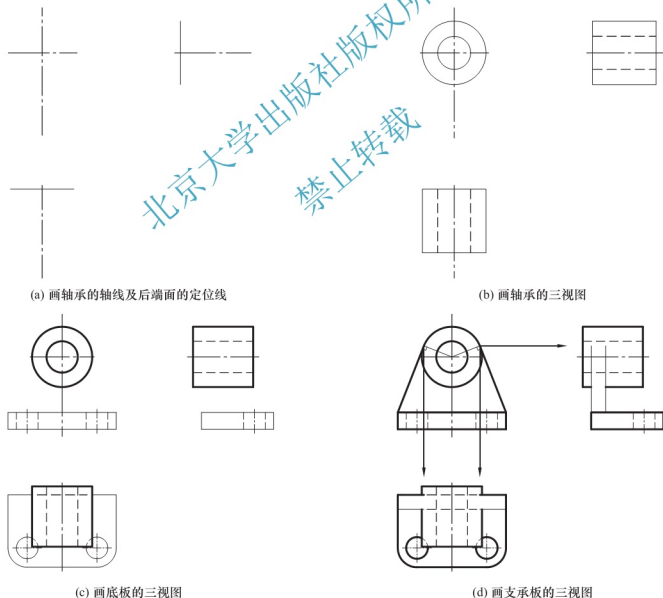 北京大学出版社版权所
禁止转载
(a) 画轴承的轴线及后端面的定位线
(b) 画轴承的三视图
(c) 画底板的三视图
(d) 画支承板的三视图